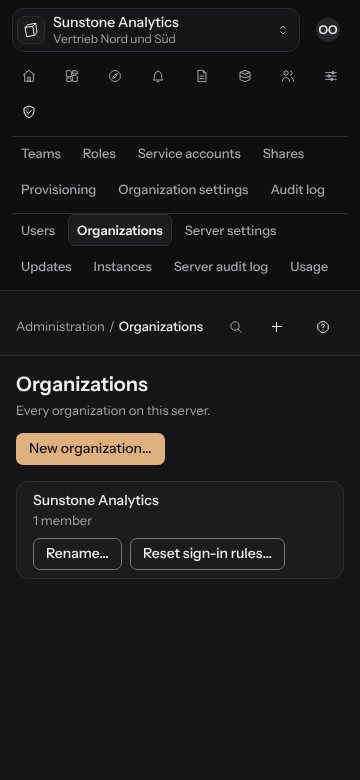 Sunstone Analytics
Vertrieb Nord und Süd
OO
Teams Roles Service accounts Shares
Provisioning Organization settings Audit log
Users Organizations Server settings
Updates Instances Server audit log Usage
Administration / Organizations
Organizations
Every organization on this server.
New organization...
Sunstone Analytics
1 member
Rename... Reset sign-in rules...